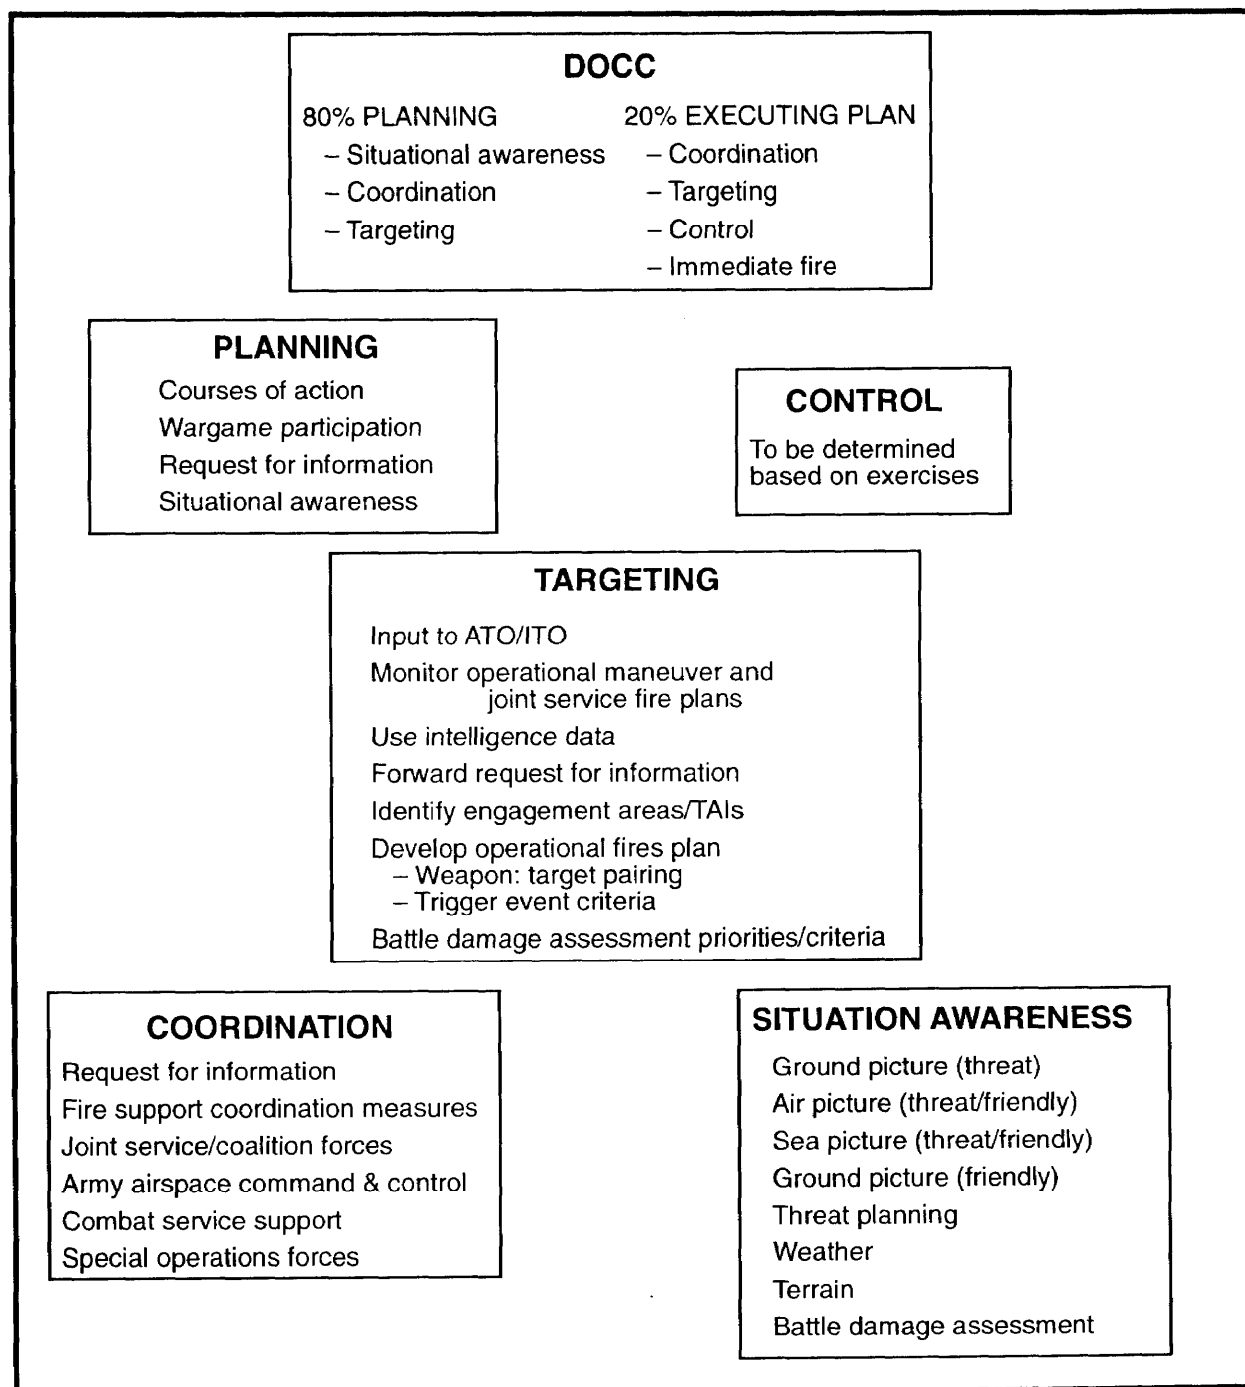 DOCC
80% PLANNING
– Situational awareness
– Coordination
– Targeting
20% EXECUTING PLAN
– Coordination
– Targeting
– Control
– Immediate fire
PLANNING
Courses of action
Wargame participation
Request for information
Situational awareness
CONTROL
To be determined
based on exercises
TARGETING
Input to ATO/ITO
Monitor operational maneuver and
joint service fire plans
Use intelligence data
Forward request for information
Identify engagement areas/TAIs
Develop operational fires plan
– Weapon: target pairing
– Trigger event criteria
Battle damage assessment priorities/criteria
COORDINATION
Request for information
Fire support coordination measures
Joint service/coalition forces
Army airspace command & control
Combat service support
Special operations forces
SITUATION AWARENESS
Ground picture (threat)
Air picture (threat/friendly)
Sea picture (threat/friendly)
Ground picture (friendly)
Threat planning
Weather
Terrain
Battle damage assessment